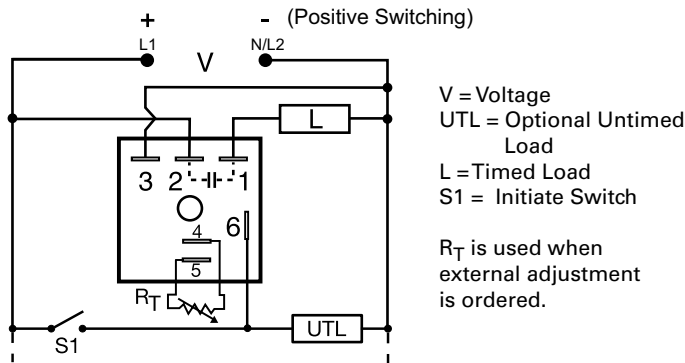 + - (Positive Switching)
L1 N/L2
V
L
3 2 1
6
4
5
RT
S1
UTL
V = Voltage
UTL = Optional Untimed
Load
L = Timed Load
S1 = Initiate Switch
RT is used when
external adjustment
is ordered.